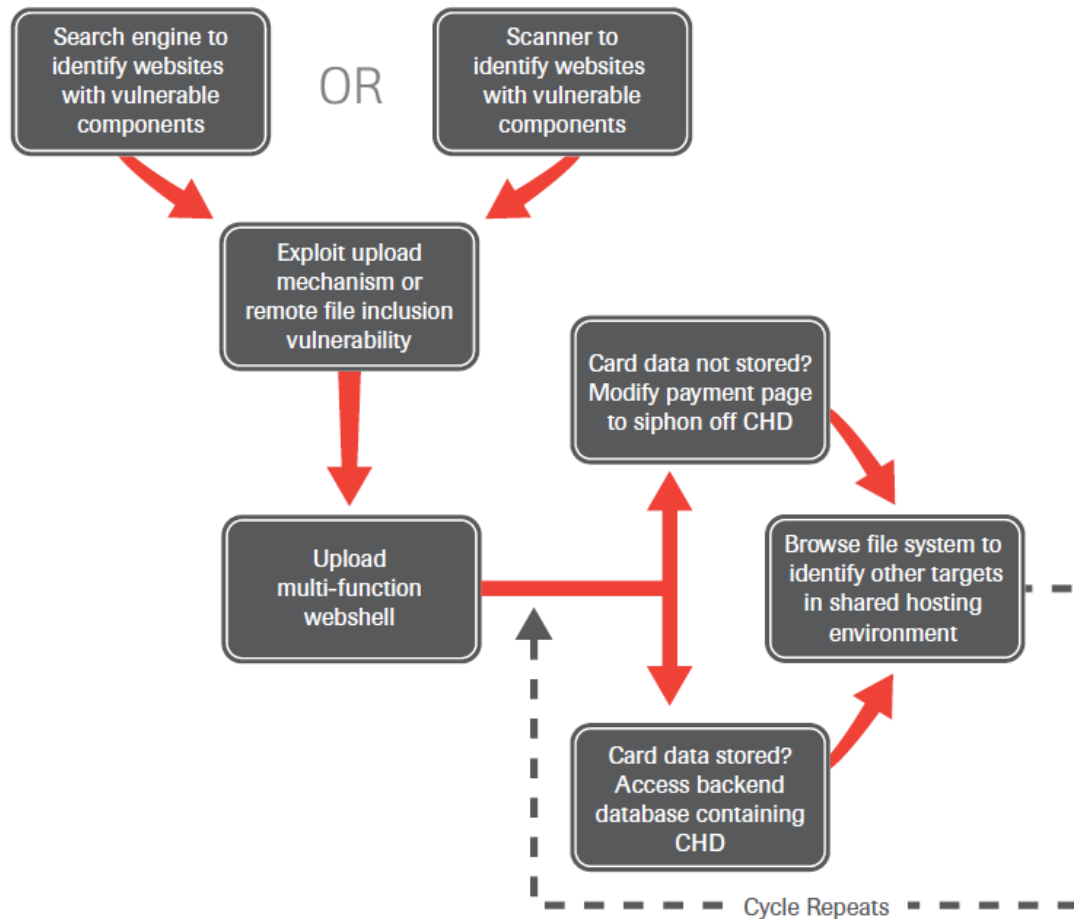 Search engine to
identify websites
with vulnerable
components
OR
Scanner to
identify websites
with vulnerable
components
Exploit upload
mechanism or
remote file inclusion
vulnerability
Upload
multi-function
webshell
Card data not stored?
Modify payment page
to siphon off CHD
Card data stored?
Access backend
database containing
CHD
Browse file system to
identify other targets
in shared hosting
environment
Cycle Repeats